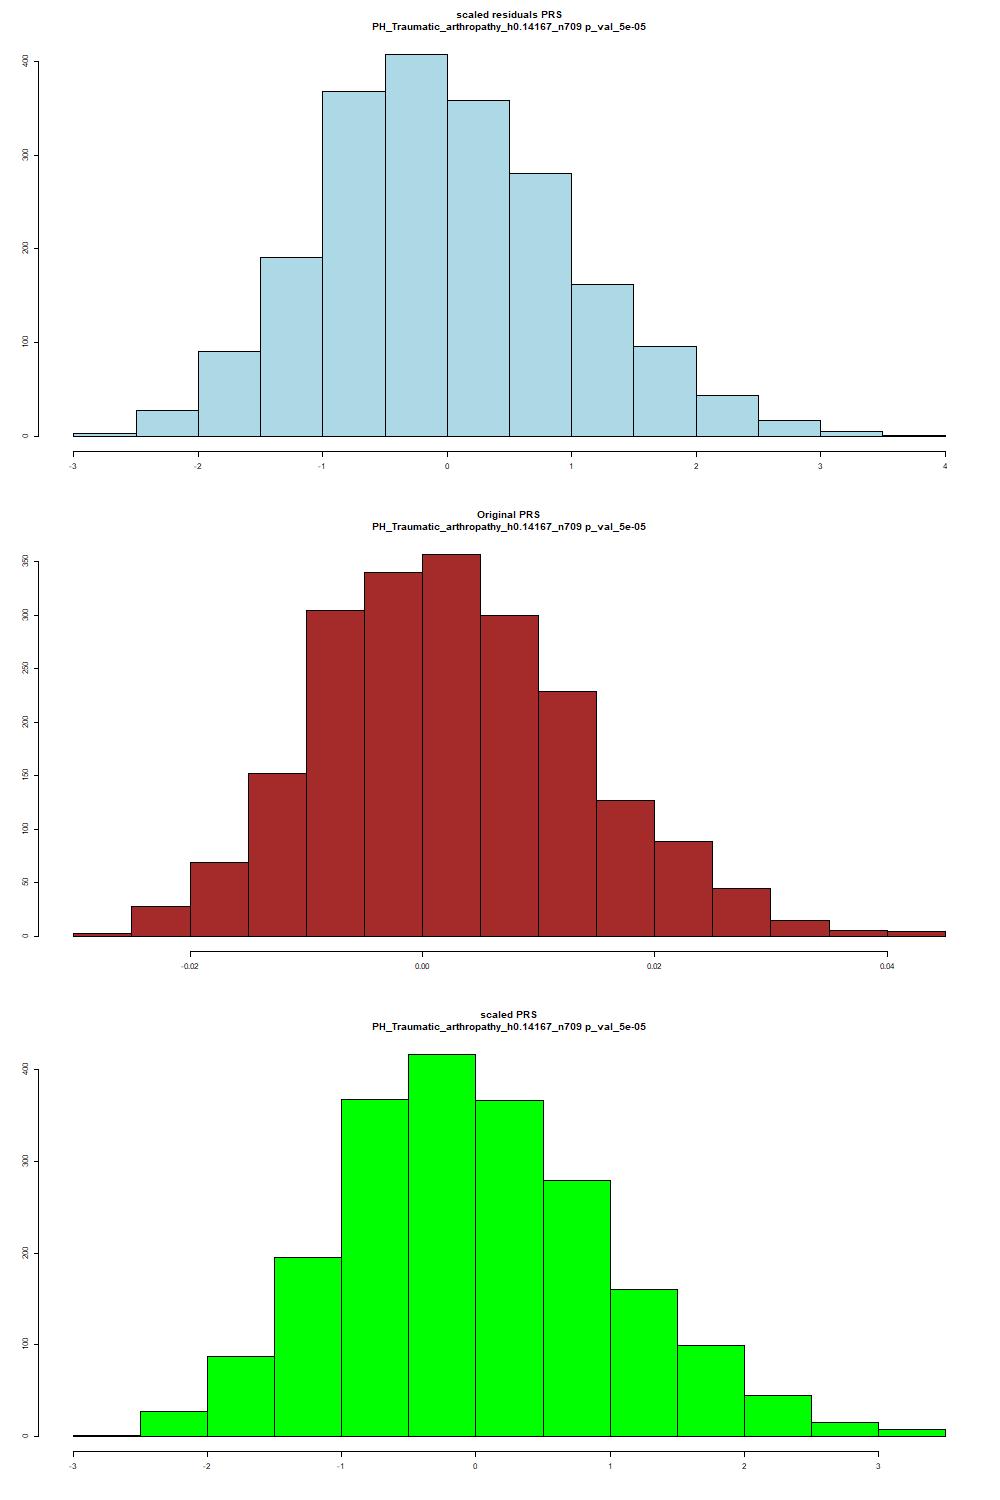 scaled residuals PRS
PH_Traumatic_arthropathy_h0.14167_n709 p_val_5e-05
400
300
200
100
0
-3 -2 -1 0 1 2 3 4
Original PRS
PH_Traumatic_arthropathy_h0.14167_n709 p_val_5e-05
350
300
250
200
150
100
50
0
-0.02 0.00 0.02 0.04
scaled PRS
PH_Traumatic_arthropathy_h0.14167_n709 p_val_5e-05
400
300
200
100
0
-3 -2 -1 0 1 2 3